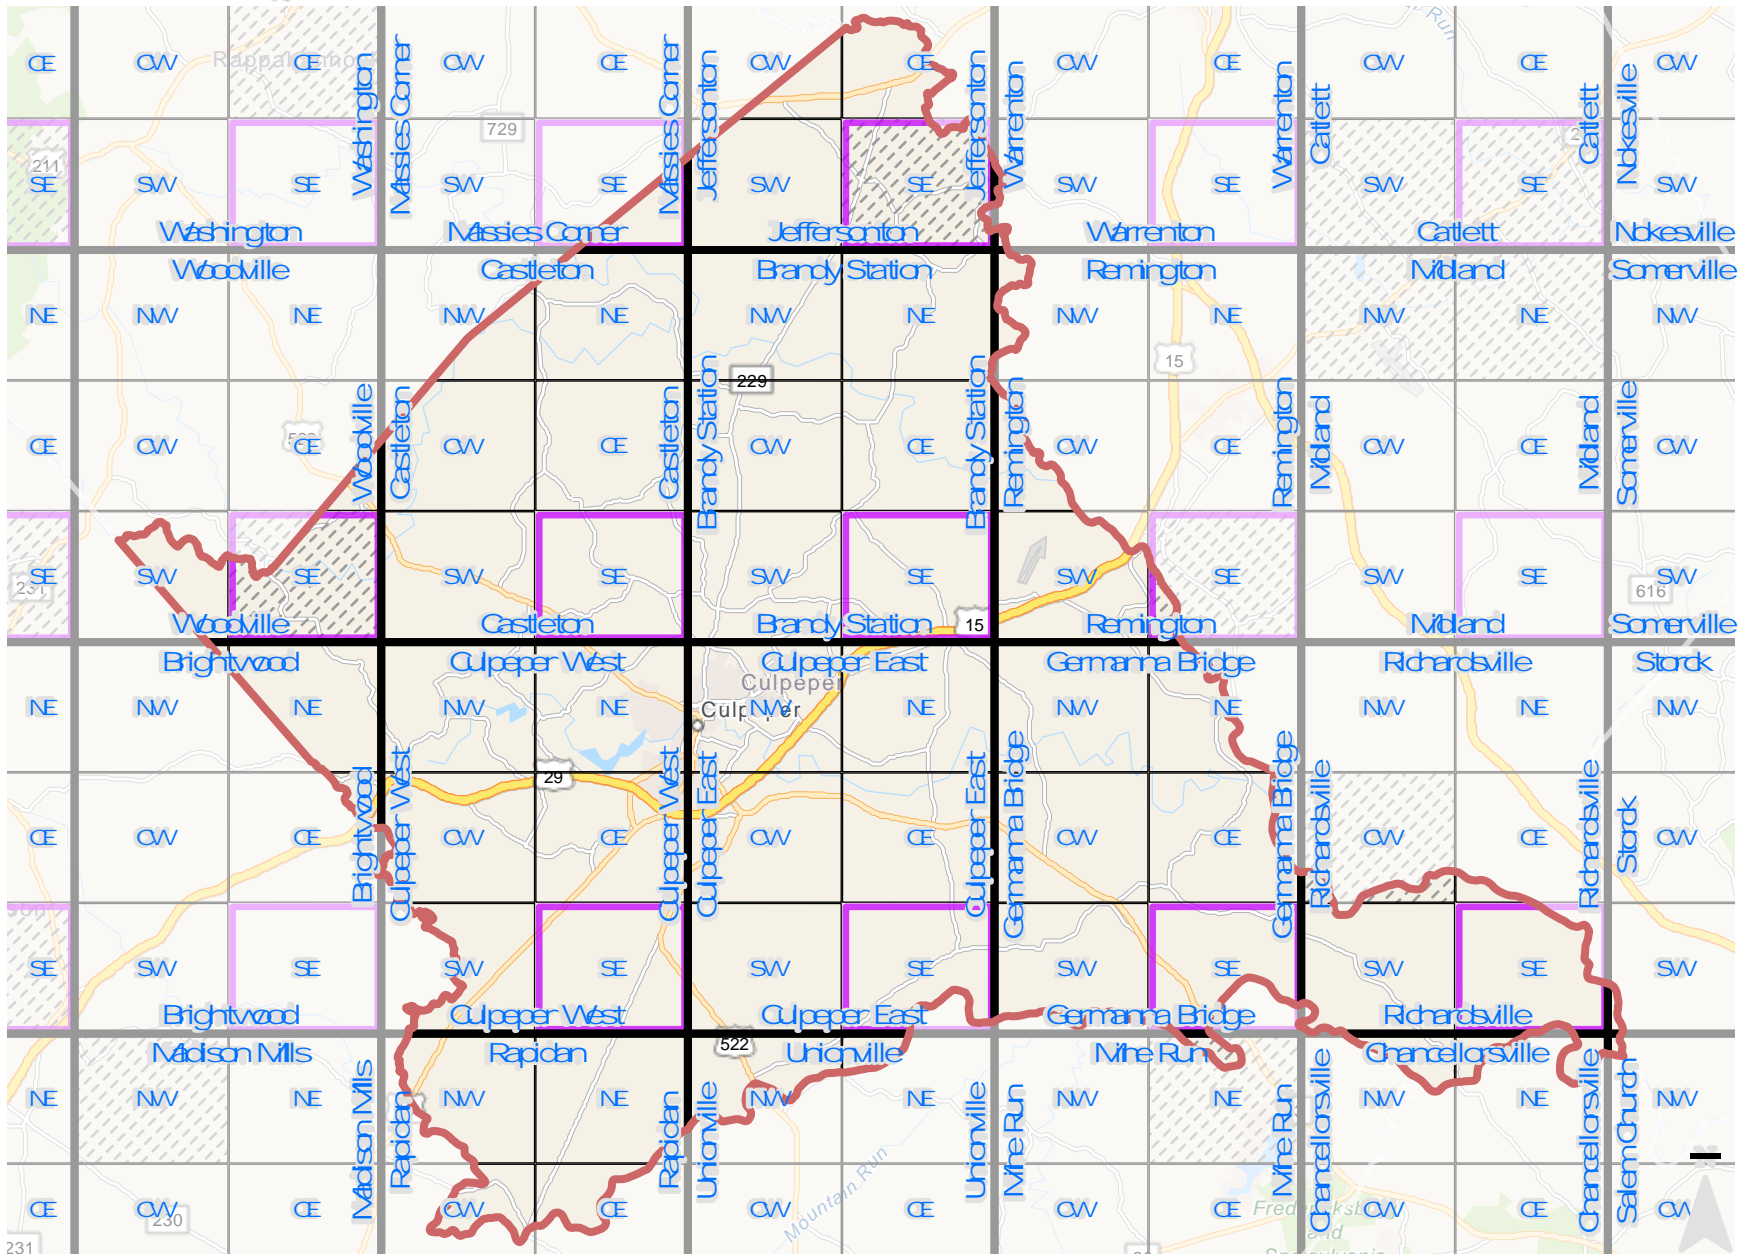 CE CW Rappahannock CW CE CW CE CW CE CW CE CW
Washington Massies Corner Massies Corner Jeffersonton Jeffersonton Warrenton Warrenton Catlett Catlett Nokesville
211 729
SE SW SE SW SE SW SE SW SE SW SE SW
Washington Massies Corner Jeffersonton Warrenton Catlett Nokesville
Woodville Castleton Brandy Station Remington Midland Somerville
NE NW NE NW NE NW NE NW NE NW NE NW
229 15
Woodville Castleton Castleton Brandy Station Brandy Station Remington Remington Midland Midland Somerville
CE CW CE CW CE CW CE CW CE CW CE CW
SE SW SE SW SE SW SE SW SE SW SE SW
231 616
Woodville Castleton Brandy Station 15 Remington Midland Somerville
Brightwood Culpeper West Culpeper East Germanna Bridge Richardsville Storck
Culpeper
NE NW NE NW NE Culpeper NW NE NW NE NW NE NW
29
Brightwood Culpeper West Culpeper West Culpeper East Culpeper East Germanna Bridge Germanna Bridge Richardsville Richardsville Storck
CE CW CE CW CE CW CE CW CE CW CE CW
SE SW SE SW SE SW SE SW SE SW SE SW
Brightwood Culpeper West Culpeper East Germanna Bridge Richardsville
522
Madison Mills Rapidan Unionville Mine Run Chancellorsville
NE NW NE NW NE NW NE NW NE NW NE NW
Madison Mills Rapidan Rapidan Unionville Unionville Mine Run Mine Run Chancellorsville Chancellorsville Salem Church
Mountain Run
CE CW CE CW CE CW CE CW CE CW CE CW
230
231